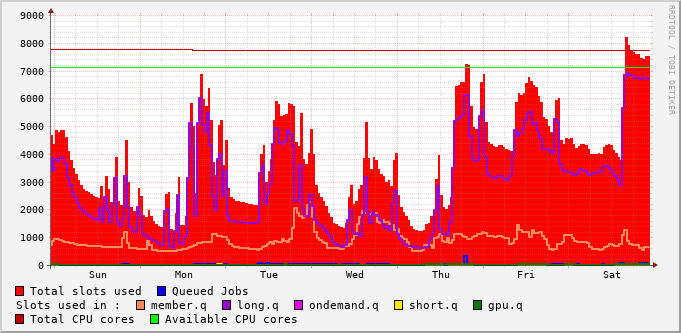 9000
8000
7000
6000
5000
4000
3000
2000
1000
0
Sun Mon Tue Wed Thu Fri Sat
RRDTOOL / TOBI OETIKER
Total slots used Queued Jobs
Slots used in : member.q long.q ondemand.q short.q gpu.q
Total CPU cores Available CPU cores